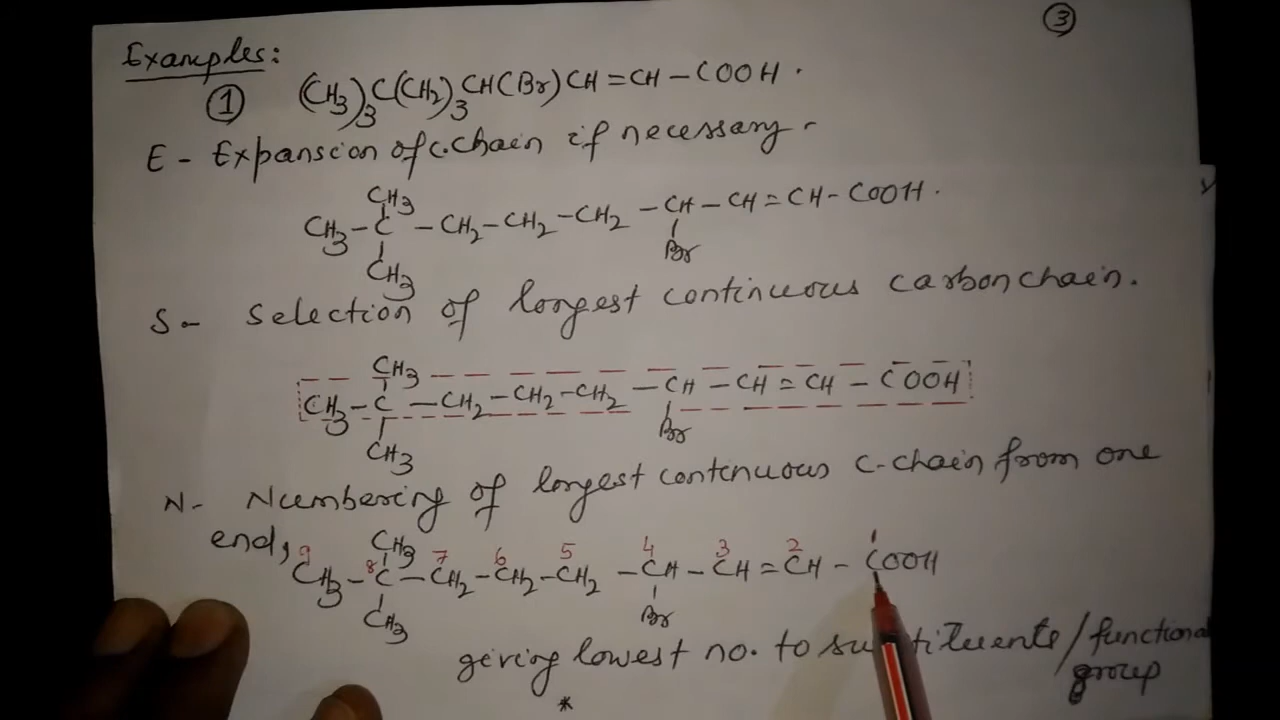 3
Examples:
1 (CH3)3C(CH2)3CH(Br)CH=CH-COOH.
E - Expansion of c.chain if necessary.
CH3
CH3-C-CH2-CH2-CH2-CH-CH=CH-COOH.
CH3 Br
S- Selection of longest continuous carbon chain.
CH3
CH3-C-CH2-CH2-CH2-CH-CH=CH-COOH
CH3 Br
N- Numbering of longest continuous C-chain from one
end,
CH3
9 8 7 6 5 4 3 2 1
CH3-C-CH2-CH2-CH2-CH-CH=CH-COOH
CH3 Br
giving lowest no. to substituents/functional
group
*